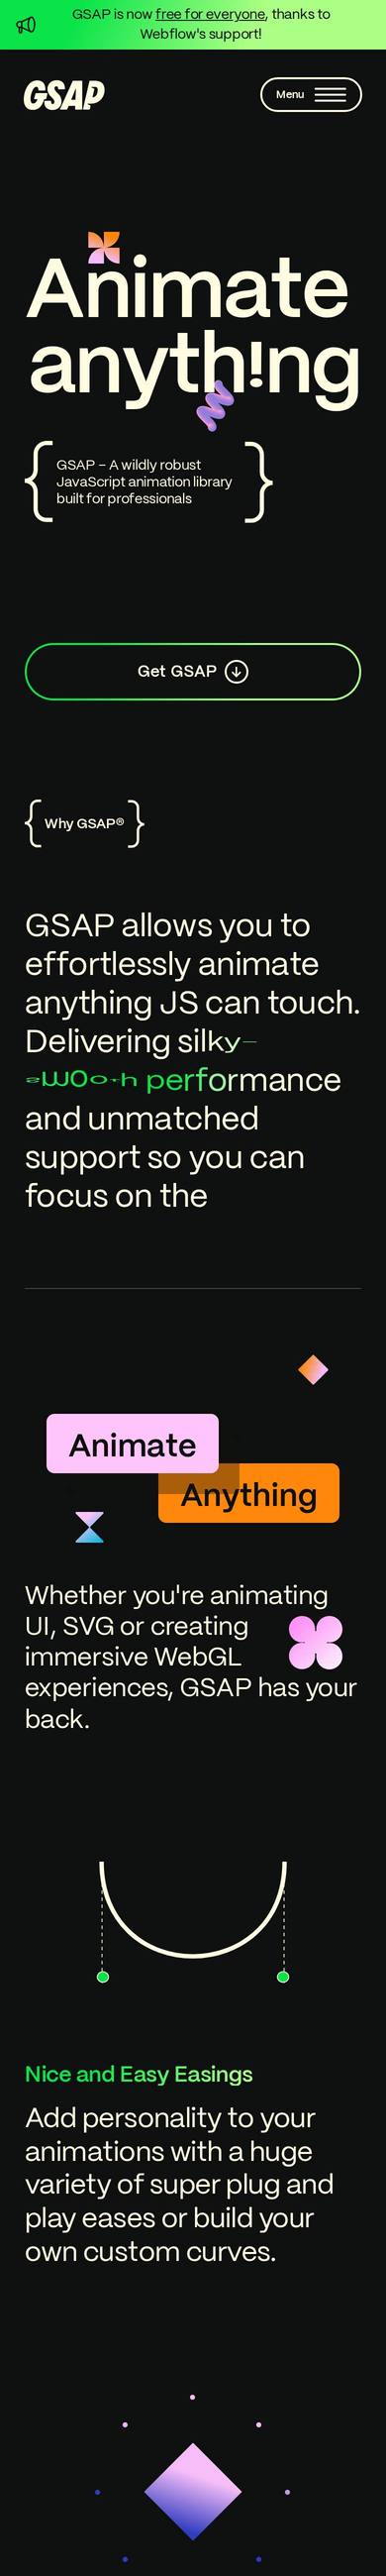 GSAP is now free for everyone, thanks to
Webflow's support!
GSAP
Menu
Animate
anyth!ng
GSAP – A wildly robust
JavaScript animation library
built for professionals
Get GSAP
Why GSAP®
GSAP allows you to
effortlessly animate
anything JS can touch.
Delivering silky-
smooth performance
and unmatched
support so you can
focus on the
Animate
Anything
Whether you're animating
UI, SVG or creating
immersive WebGL
experiences, GSAP has your
back.
Nice and Easy Easings
Add personality to your
animations with a huge
variety of super plug and
play eases or build your
own custom curves.